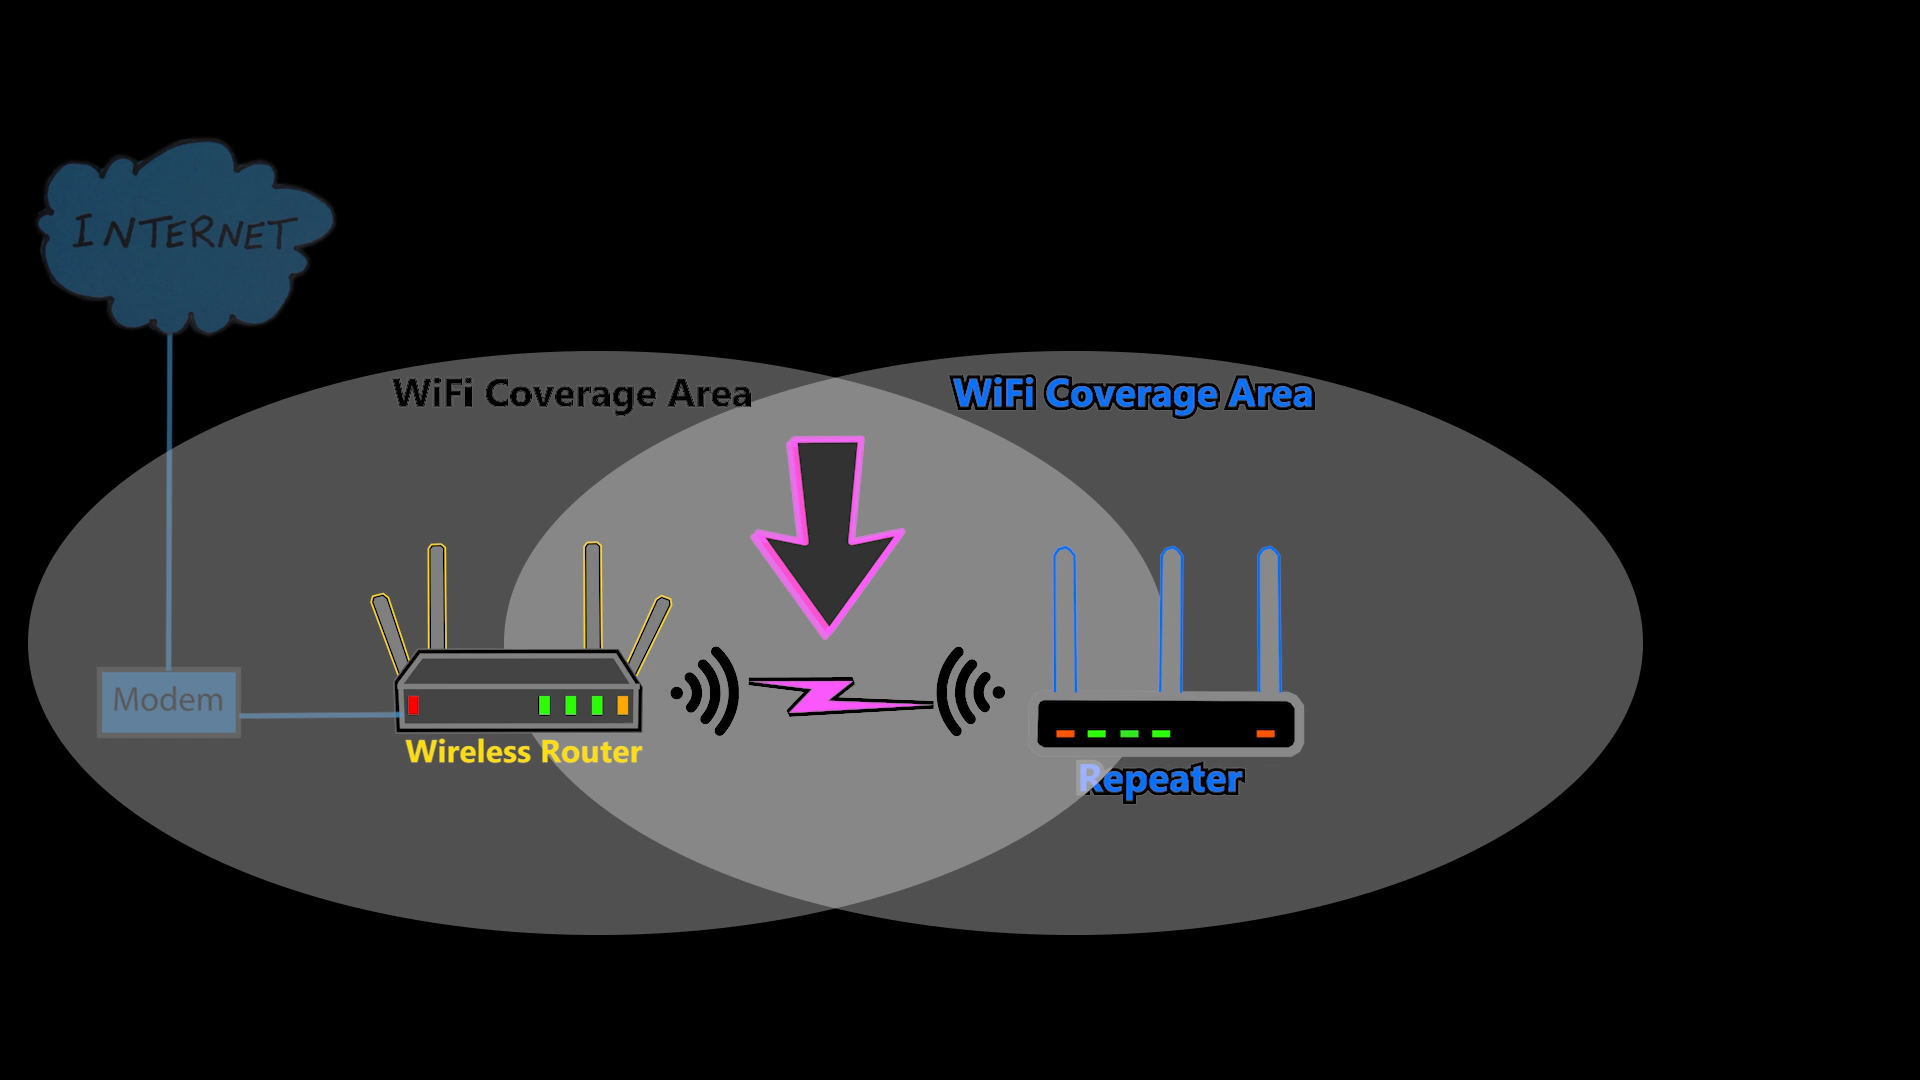 INTERNET
WiFi Coverage Area
WiFi Coverage Area
Modem
Wireless Router
Repeater